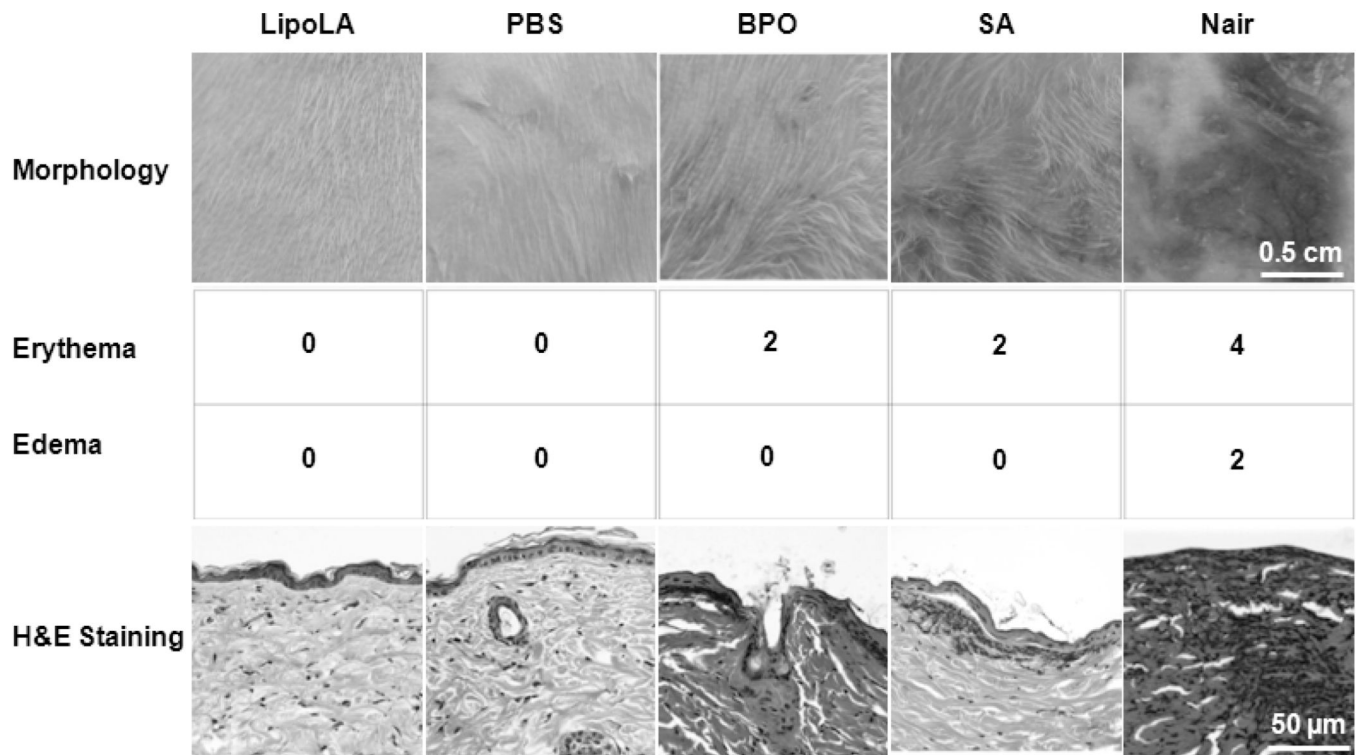 LipoLA PBS BPO SA Nair
Morphology
0.5 cm
Erythema 0 0 2 2 4
Edema 0 0 0 0 2
H&E Staining
50 µm